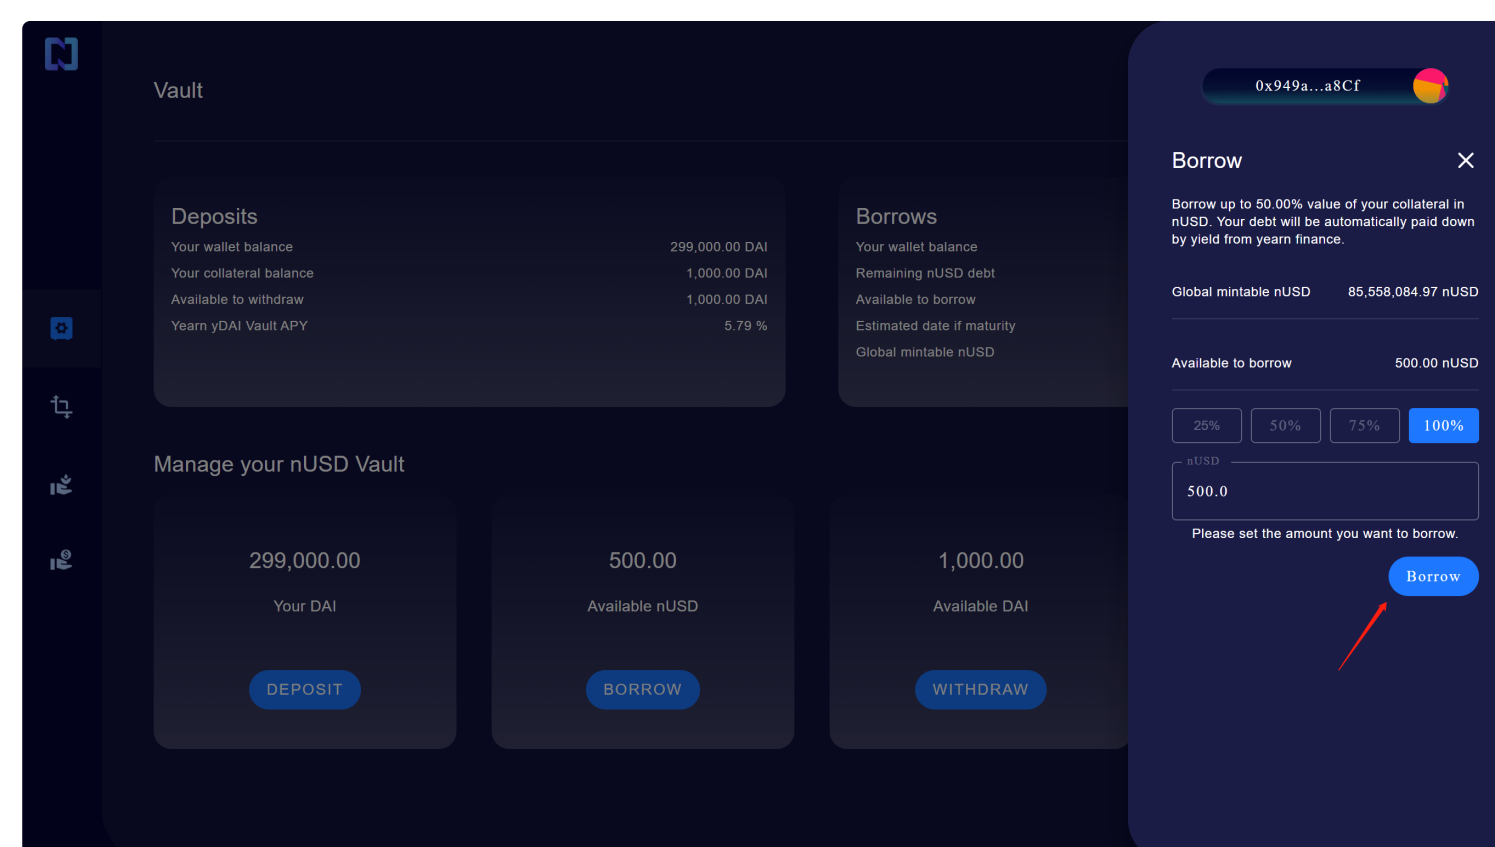 Vault
Deposits
Your wallet balance 299,000.00 DAI
Your collateral balance 1,000.00 DAI
Available to withdraw 1,000.00 DAI
Yearn yDAI Vault APY 5.79 %
Borrows
Your wallet balance
Remaining nUSD debt
Available to borrow
Estimated date if maturity
Global mintable nUSD
Manage your nUSD Vault
299,000.00
Your DAI
DEPOSIT
500.00
Available nUSD
BORROW
1,000.00
Available DAI
WITHDRAW
0x949a...a8Cf
Borrow
Borrow up to 50.00% value of your collateral in
nUSD. Your debt will be automatically paid down
by yield from yearn finance.
Global mintable nUSD 85,558,084.97 nUSD
Available to borrow 500.00 nUSD
25% 50% 75% 100%
nUSD
500.0
Please set the amount you want to borrow.
Borrow